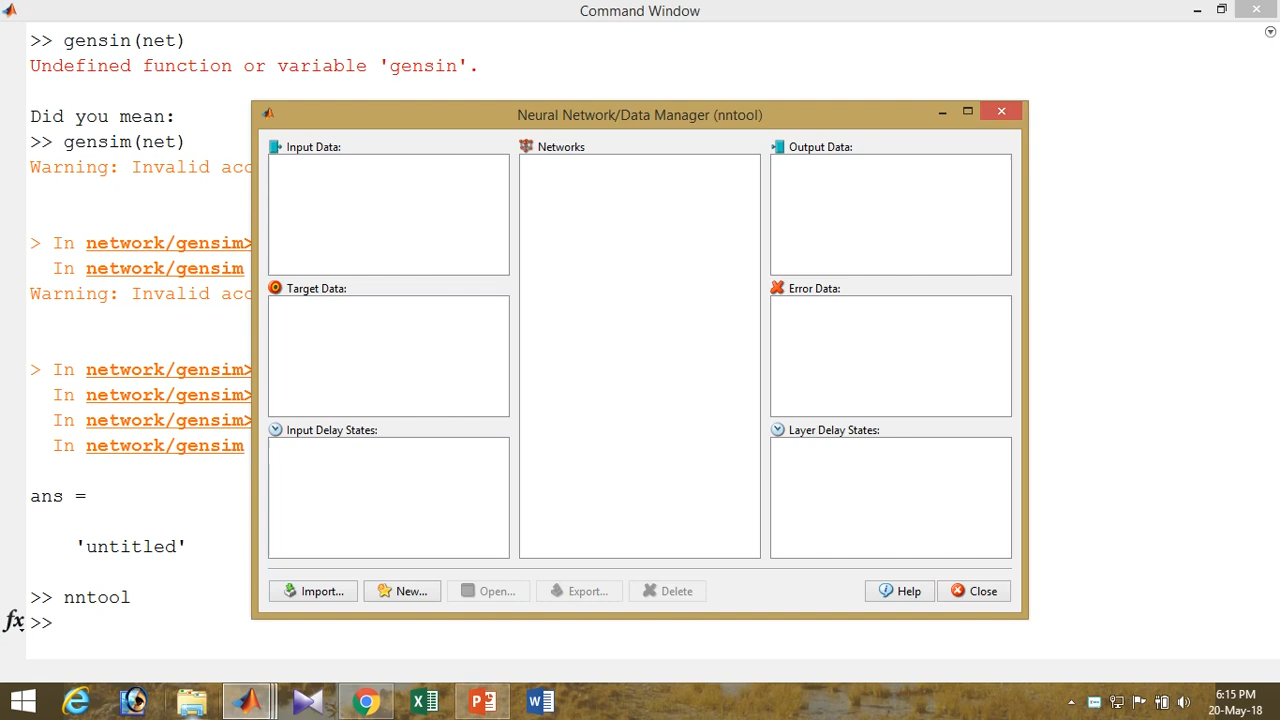 Command Window
>> gensin(net)
Undefined function or variable 'gensin'.
Did you mean:
>> gensim(net)
Warning: Invalid acc
> In network/gensim>
In network/gensim
Warning: Invalid acc
> In network/gensim>
In network/gensim>
In network/gensim>
In network/gensim
ans =
'untitled'
>> nntool
fx >>
Neural Network/Data Manager (nntool)
Input Data:
Networks
Output Data:
Target Data:
Error Data:
Input Delay States:
Layer Delay States:
Import... New... Open... Export... Delete Help Close
6:15 PM
20-May-18